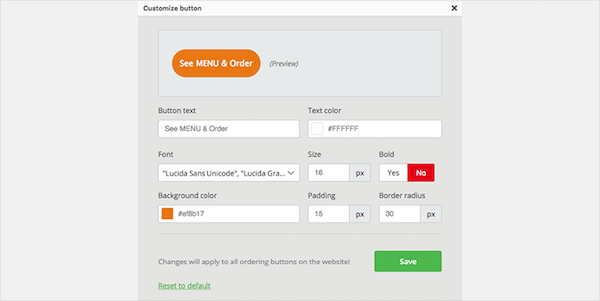 Customize button
See MENU & Order (Preview)
Button text Text color
See MENU & Order #FFFFFF
Font Size Bold
"Lucida Sans Unicode", "Lucida Gra... 16 px Yes No
Background color Padding Border radius
#ef8b17 15 px 30 px
Changes will apply to all ordering buttons on the website! Save
Reset to default